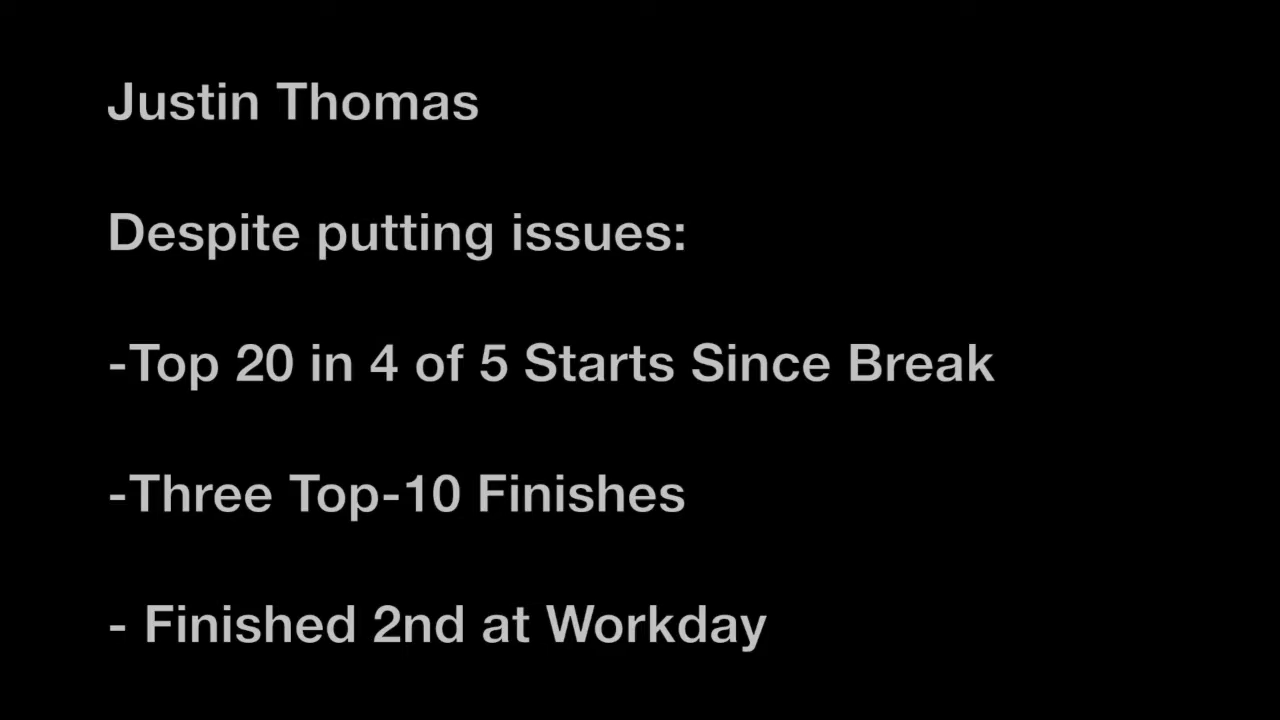 Justin Thomas
Despite putting issues:
-Top 20 in 4 of 5 Starts Since Break
-Three Top-10 Finishes
- Finished 2nd at Workday